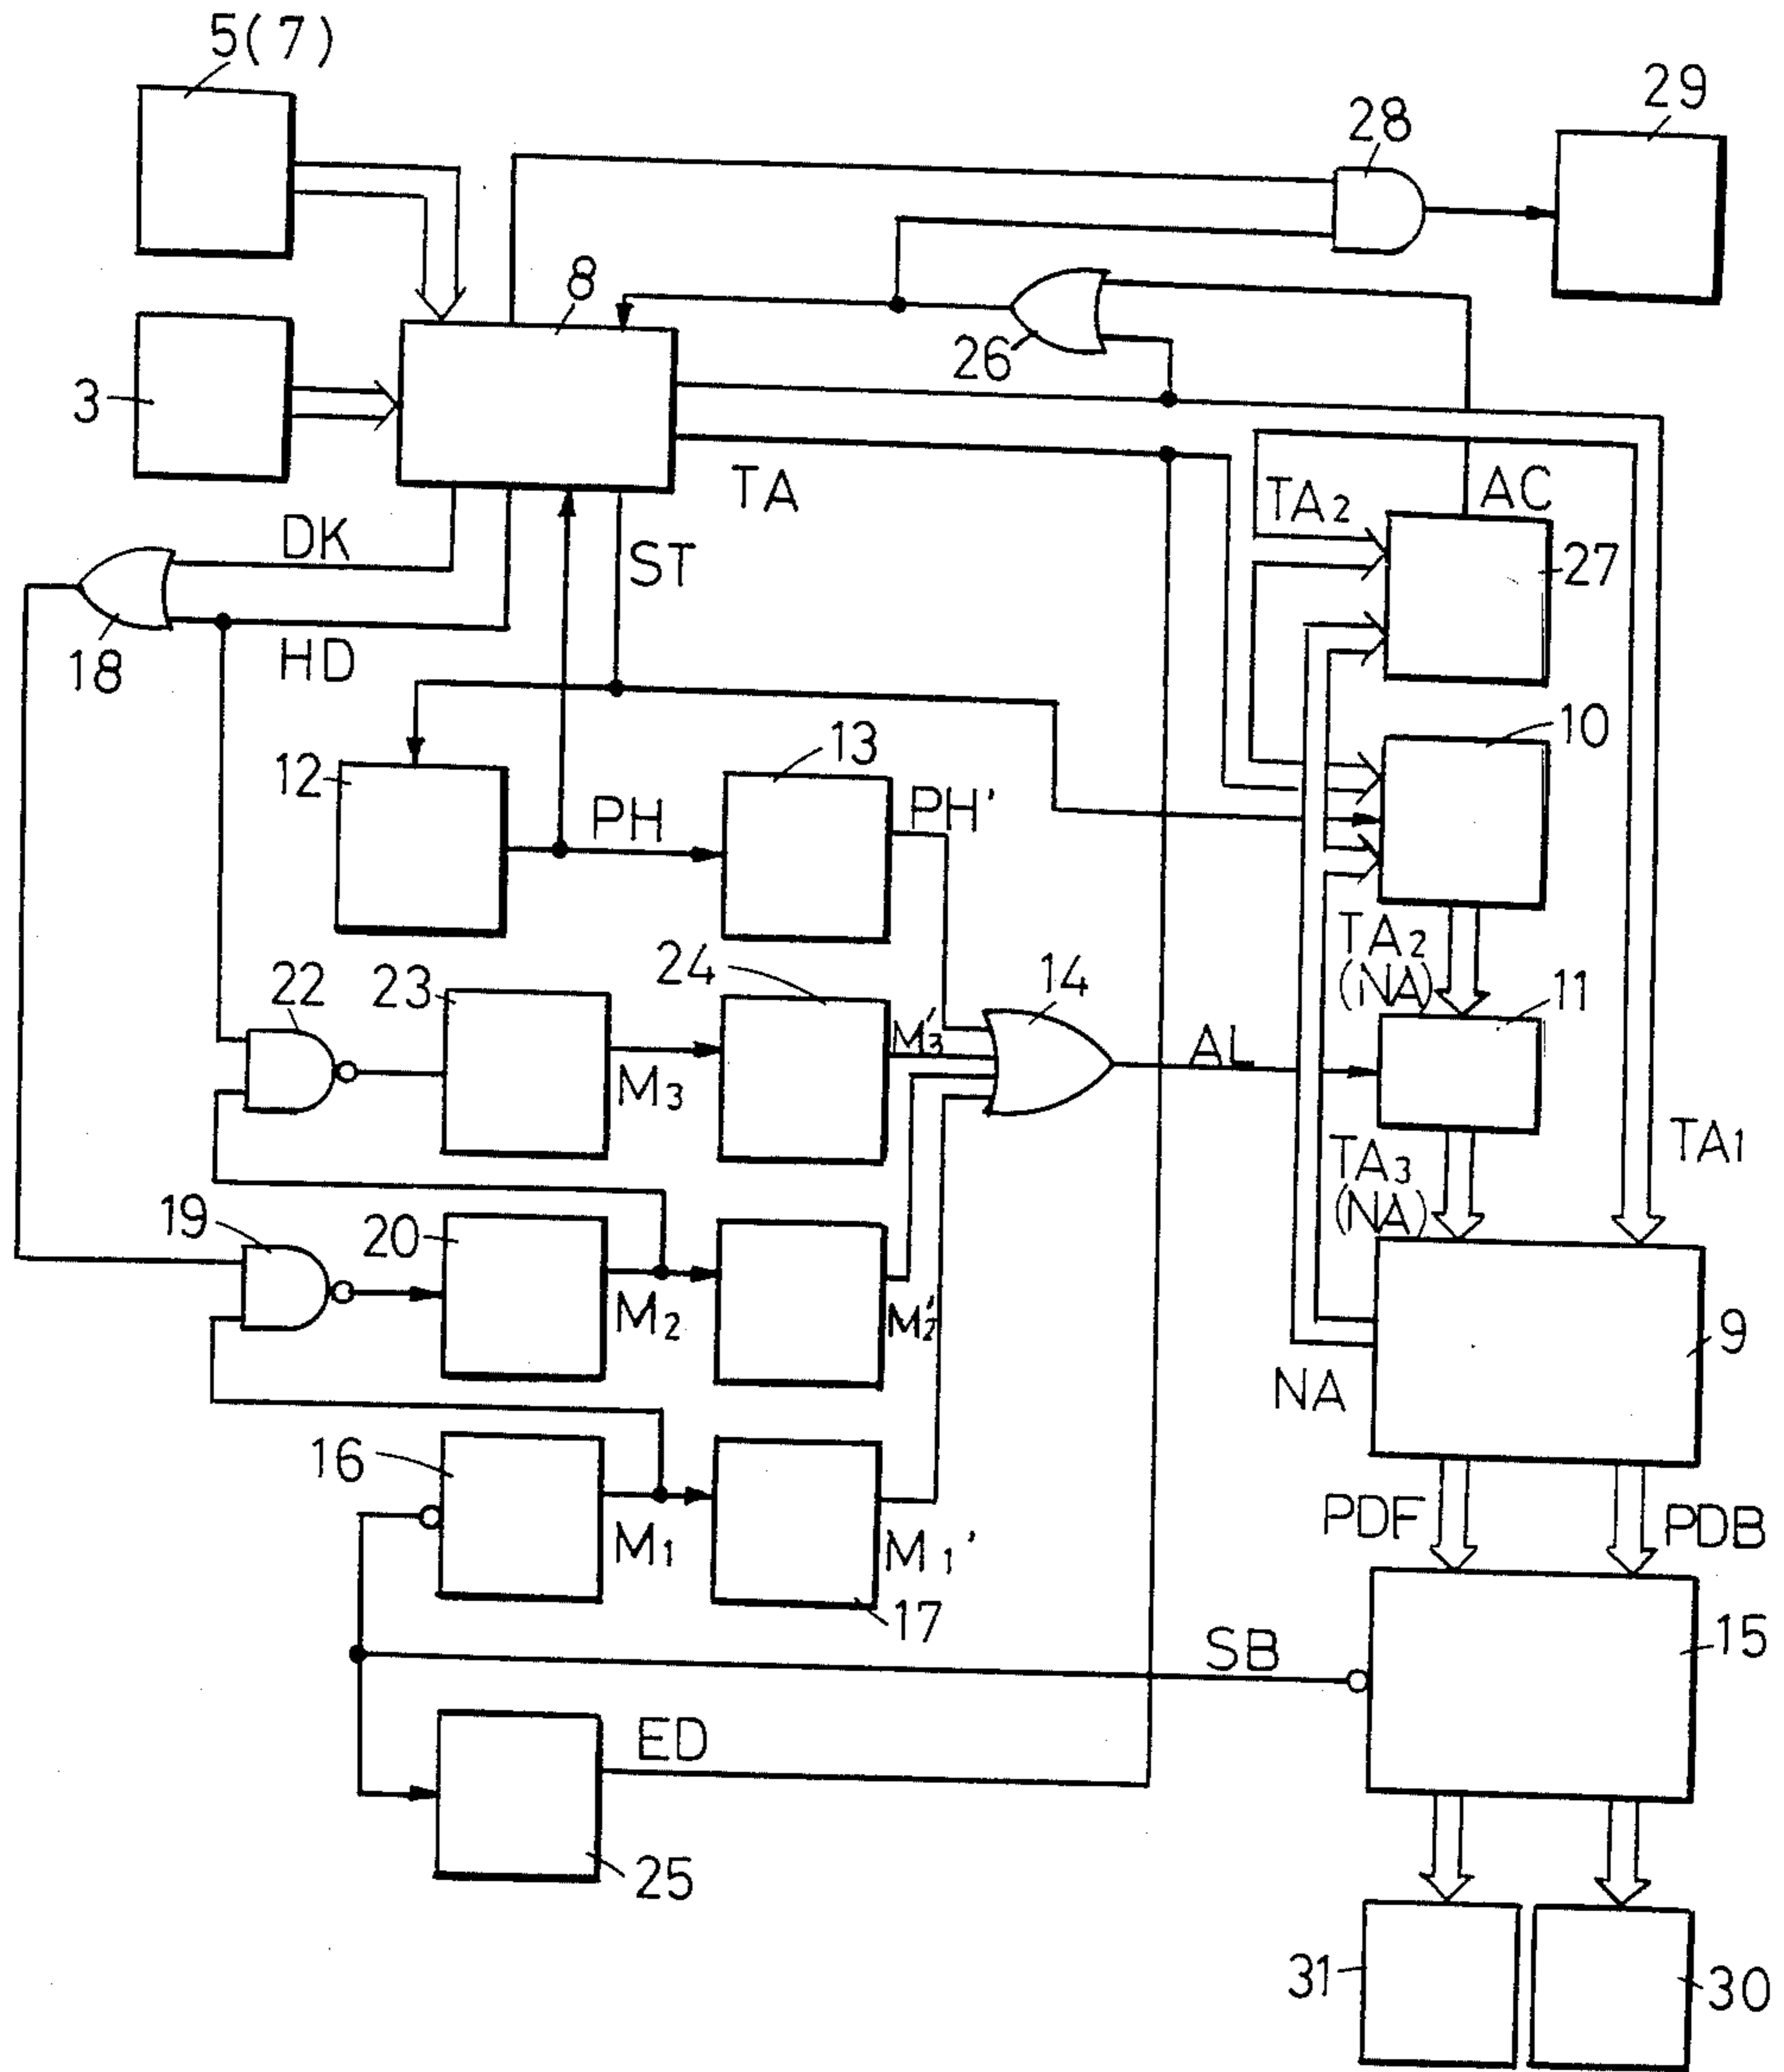 5(7)
29
28
8
26
3
TA
TA2
AC
DK
ST
27
18
HD
10
13
12
PH
PH'
TA2
(NA)
24
14
22
23
11
M3'
AL
M3
TA3
(NA)
TA1
19
20
M2
M2'
9
NA
16
PDF
PDB
M1
M1'
17
15
SB
ED
25
31
30